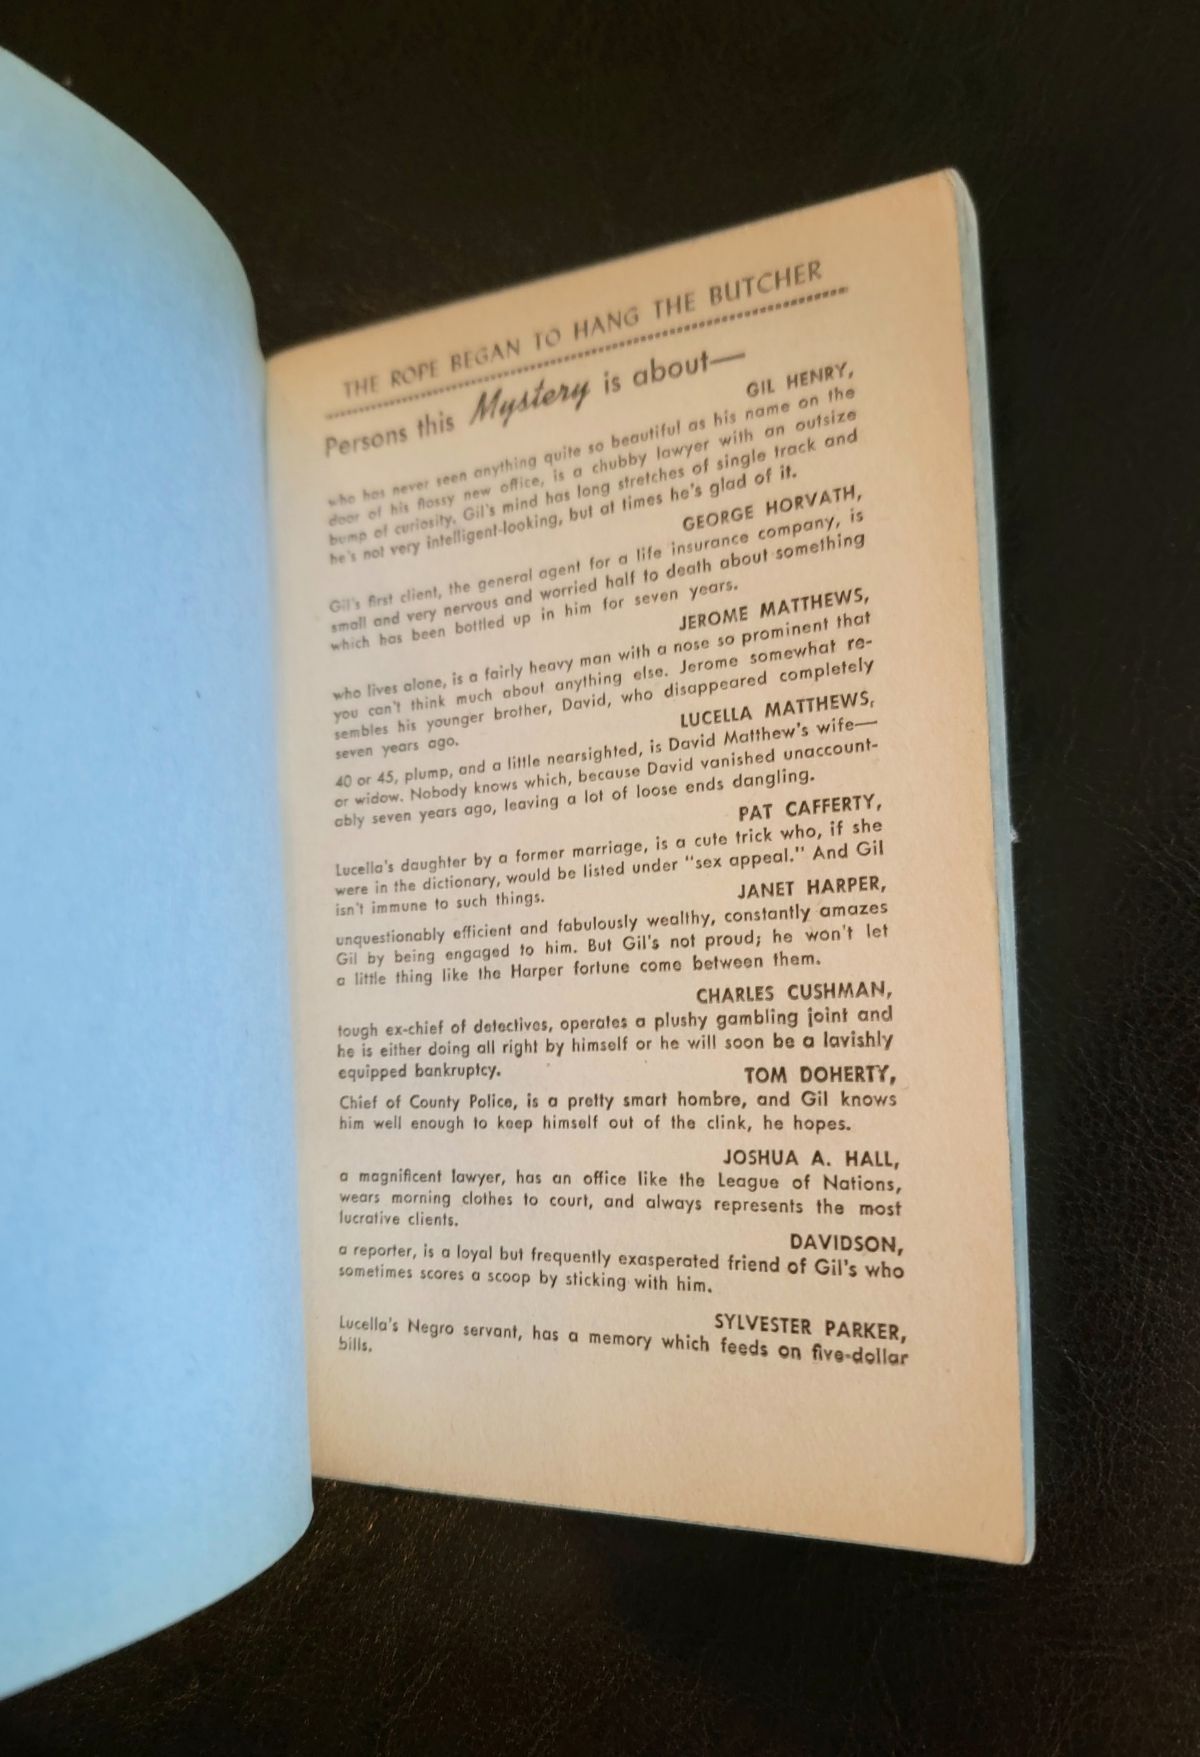 THE ROPE BEGAN TO HANG THE BUTCHER
Persons this Mystery is about—
GIL HENRY,
who has never seen anything quite so beautiful as his name on the
door of his flossy new office, is a chubby lawyer with an outsize
bump of curiosity. Gil's mind has long stretches of single track and
he's not very intelligent-looking, but at times he's glad of it.
GEORGE HORVATH,
Gil's first client, the general agent for a life insurance company, is
small and very nervous and worried half to death about something
which has been bottled up in him for seven years.
JEROME MATTHEWS,
who lives alone, is a fairly heavy man with a nose so prominent that
you can't think much about anything else. Jerome somewhat re-
sembles his younger brother, David, who disappeared completely
seven years ago.
LUCELLA MATTHEWS,
40 or 45, plump, and a little nearsighted, is David Matthew's wife—
or widow. Nobody knows which, because David vanished unaccount-
ably seven years ago, leaving a lot of loose ends dangling.
PAT CAFFERTY,
Lucella's daughter by a former marriage, is a cute trick who, if she
were in the dictionary, would be listed under "sex appeal." And Gil
isn't immune to such things.
JANET HARPER,
unquestionably efficient and fabulously wealthy, constantly amazes
Gil by being engaged to him. But Gil's not proud; he won't let
a little thing like the Harper fortune come between them.
CHARLES CUSHMAN,
tough ex-chief of detectives, operates a plushy gambling joint and
he is either doing all right by himself or he will soon be a lavishly
equipped bankruptcy.
TOM DOHERTY,
Chief of County Police, is a pretty smart hombre, and Gil knows
him well enough to keep himself out of the clink, he hopes.
JOSHUA A. HALL,
a magnificent lawyer, has an office like the League of Nations,
wears morning clothes to court, and always represents the most
lucrative clients.
DAVIDSON,
a reporter, is a loyal but frequently exasperated friend of Gil's who
sometimes scores a scoop by sticking with him.
SYLVESTER PARKER,
Lucella's Negro servant, has a memory which feeds on five-dollar
bills.